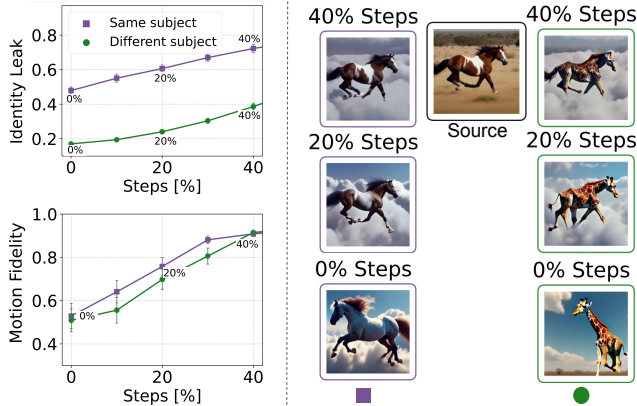 Identity Leak
0.8
0.6
0.4
0.2
Same subject
Different subject
0%
20%
40%
0%
20%
40%
0
20
40
Steps [%]
Motion Fidelity
1.0
0.8
0.6
0.4
0%
20%
40%
0
20
40
Steps [%]
40% Steps
Source
40% Steps
20% Steps
20% Steps
0% Steps
0% Steps